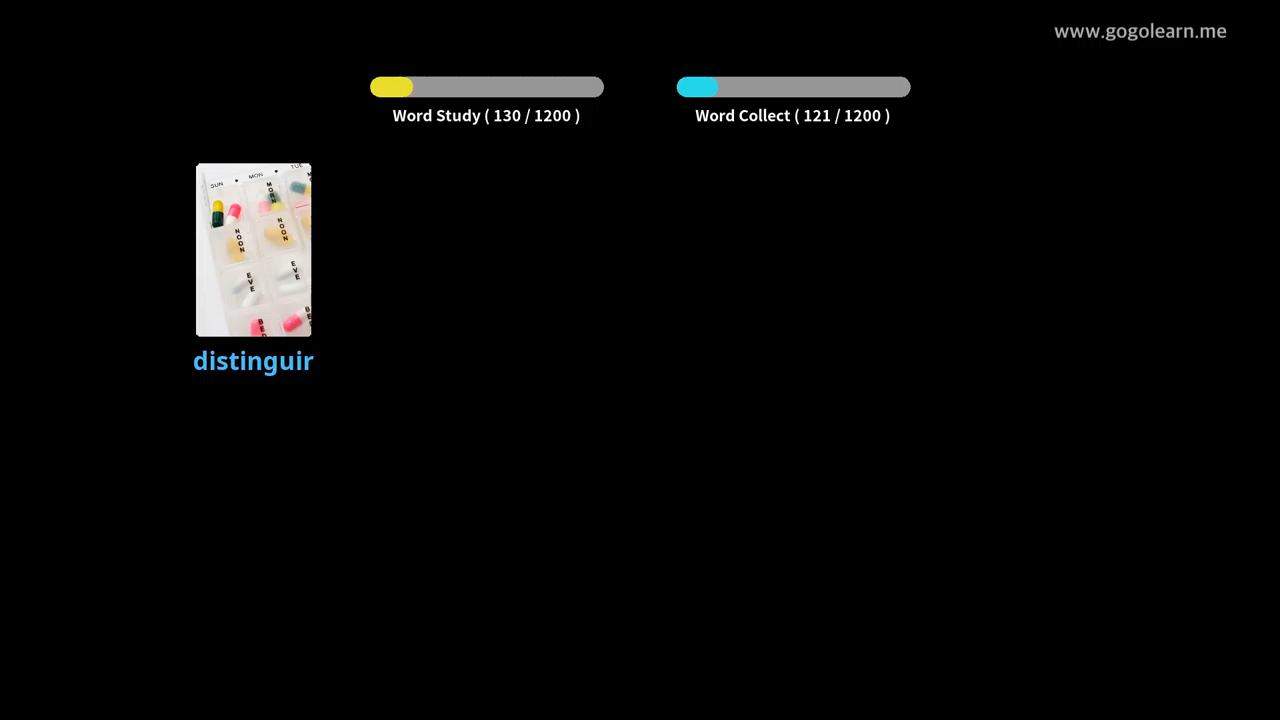 www.gogolearn.me
Word Study ( 130 / 1200 )
Word Collect ( 121 / 1200 )
SUN • MON • TUE
MORN
NOON
NOON
EVE
EVE
distinguir